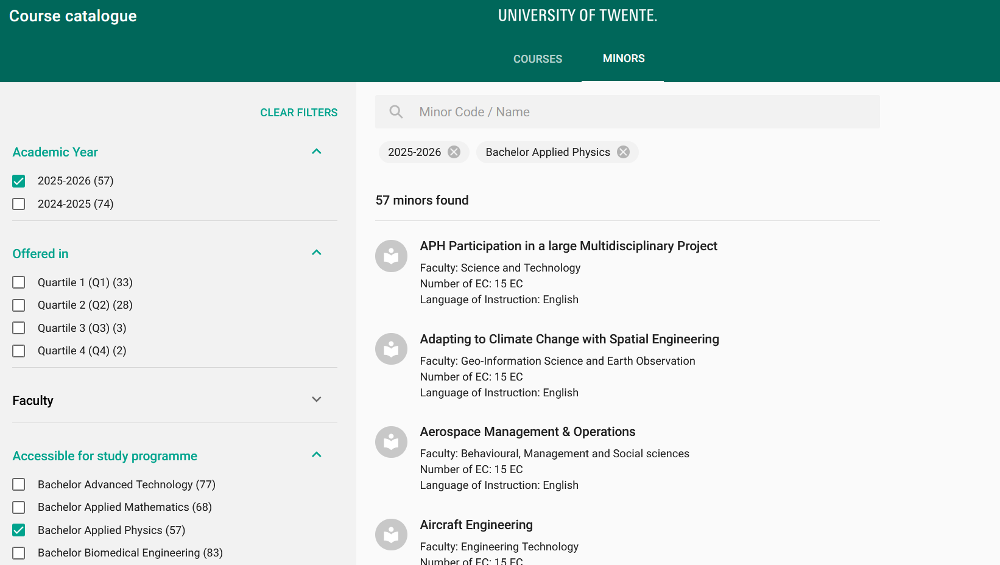 Course catalogue
UNIVERSITY OF TWENTE.
COURSES
MINORS
CLEAR FILTERS
Academic Year
2025-2026 (57)
2024-2025 (74)
Offered in
Quartile 1 (Q1) (33)
Quartile 2 (Q2) (28)
Quartile 3 (Q3) (3)
Quartile 4 (Q4) (2)
Faculty
Accessible for study programme
Bachelor Advanced Technology (77)
Bachelor Applied Mathematics (68)
Bachelor Applied Physics (57)
Bachelor Biomedical Engineering (83)
Minor Code / Name
2025-2026
Bachelor Applied Physics
57 minors found
APH Participation in a large Multidisciplinary Project
Faculty: Science and Technology
Number of EC: 15 EC
Language of Instruction: English
Adapting to Climate Change with Spatial Engineering
Faculty: Geo-Information Science and Earth Observation
Number of EC: 15 EC
Language of Instruction: English
Aerospace Management & Operations
Faculty: Behavioural, Management and Social sciences
Number of EC: 15 EC
Language of Instruction: English
Aircraft Engineering
Faculty: Engineering Technology
Number of EC: 15 EC